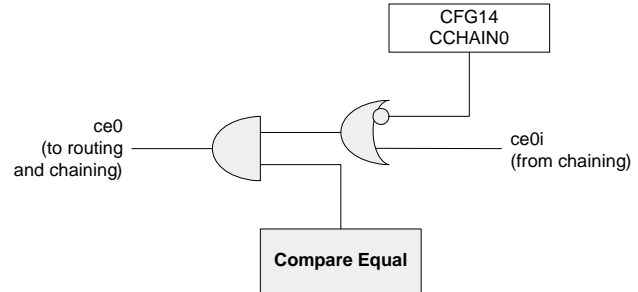 CFG14
CCHAIN0
ce0
(to routing
and chaining)
ce0i
(from chaining)
Compare Equal